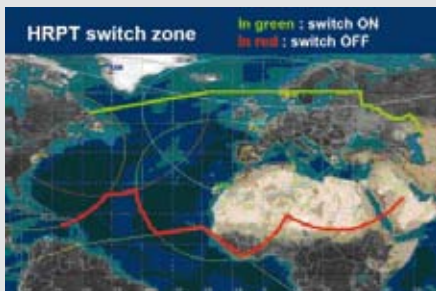 HRPT switch zone
In green : switch ON
In red : switch OFF